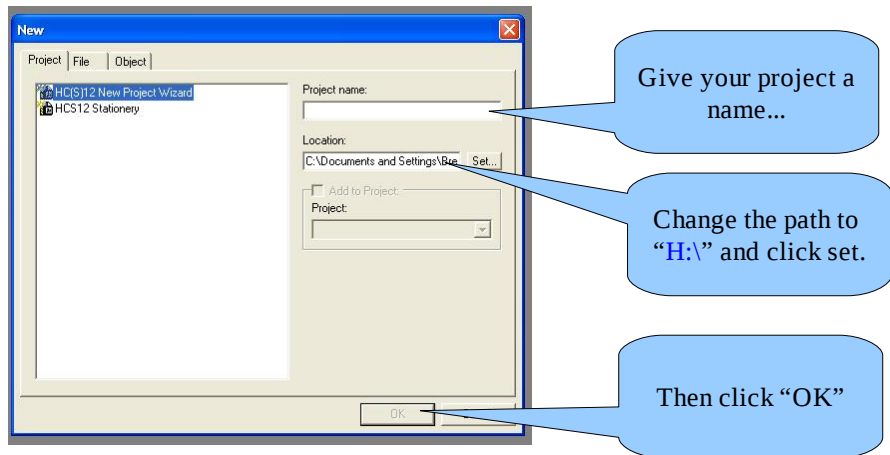 New
Project File Object
HC(S)12 New Project Wizard
HCS12 Stationery
Project name:
Location:
C:\Documents and Settings\Bre Set...
Add to Project:
Project:
OK
Give your project a
name...
Change the path to
“H:\” and click set.
Then click “OK”